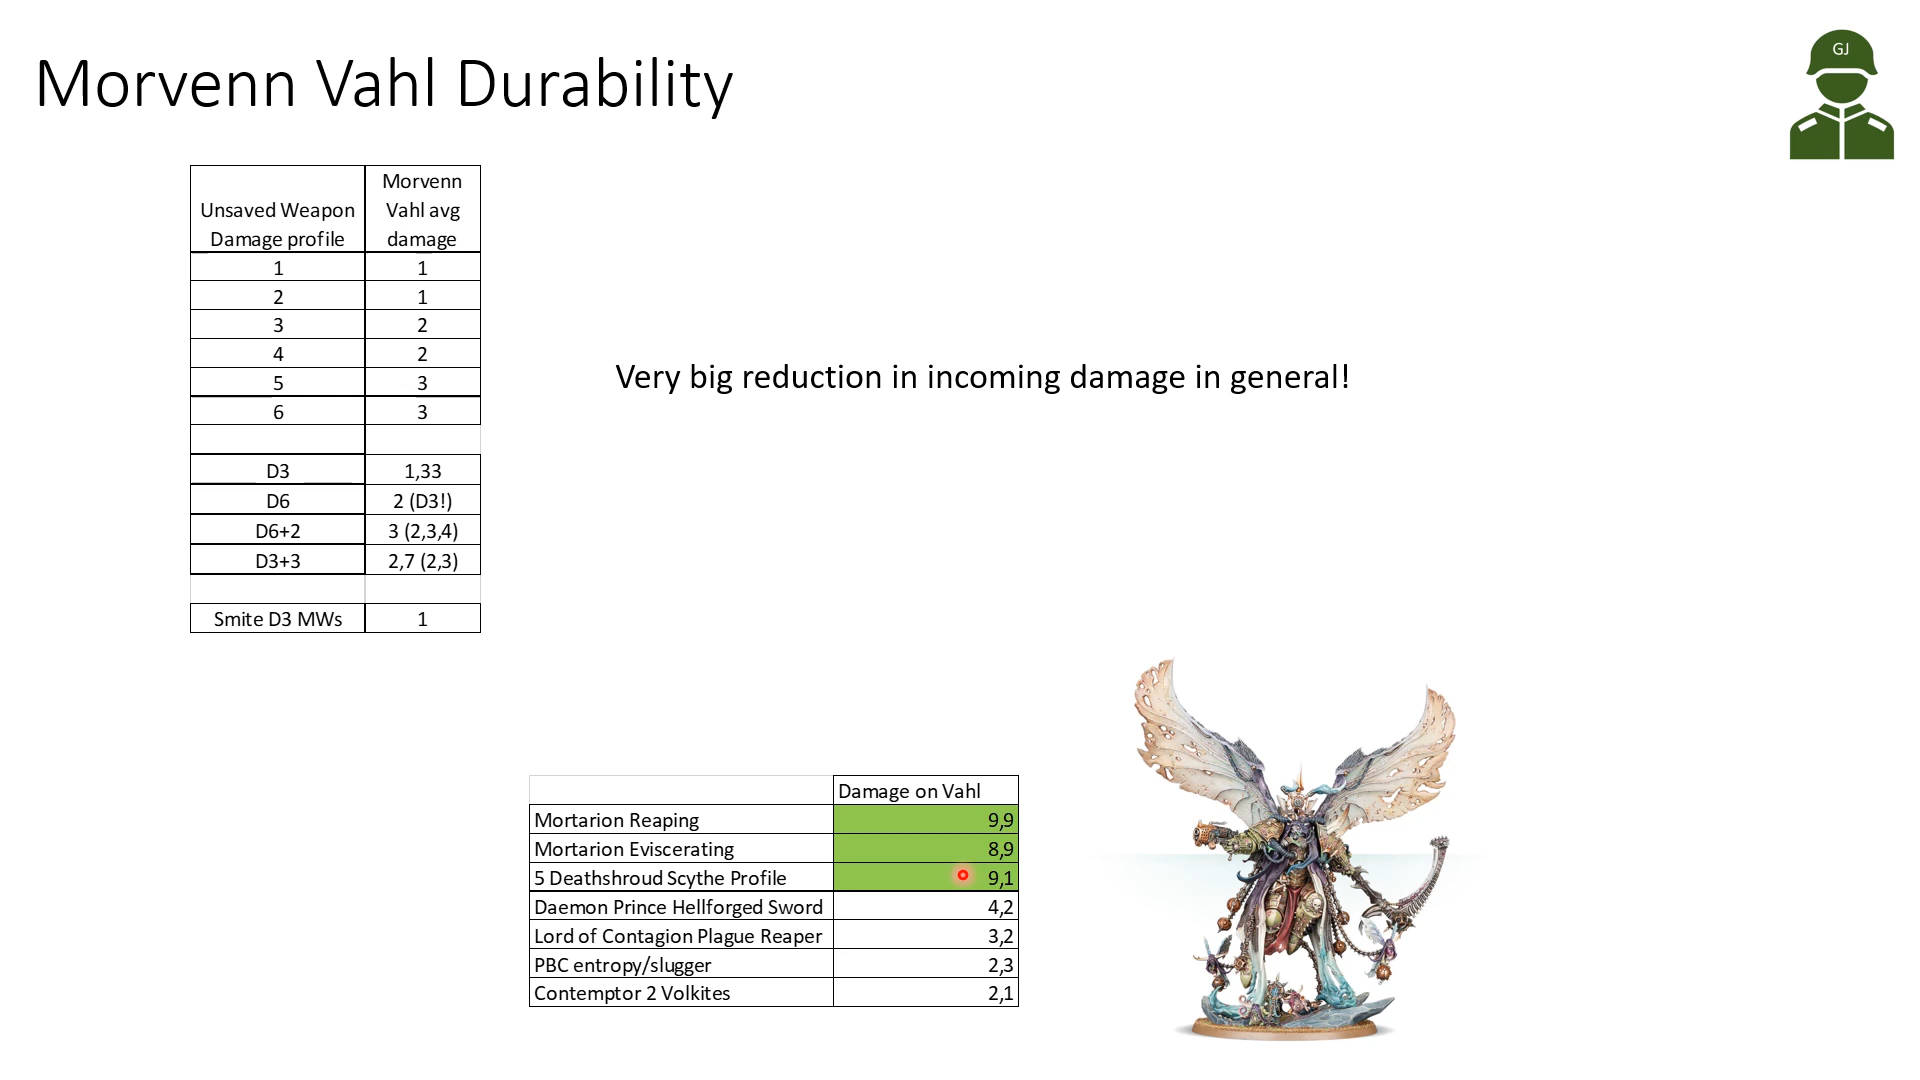 GJ
Morvenn Vahl Durability
Unsaved Weapon Damage profile Morvenn Vahl avg damage
1 1
2 1
3 2
4 2
5 3
6 3
D3 1,33
D6 2 (D3!)
D6+2 3 (2,3,4)
D3+3 2,7 (2,3)
Smite D3 MWs 1
Very big reduction in incoming damage in general!
Damage on Vahl
Mortarion Reaping 9,9
Mortarion Eviscerating 8,9
5 Deathshroud Scythe Profile 9,1
Daemon Prince Hellforged Sword 4,2
Lord of Contagion Plague Reaper 3,2
PBC entropy/slugger 2,3
Contemptor 2 Volkites 2,1